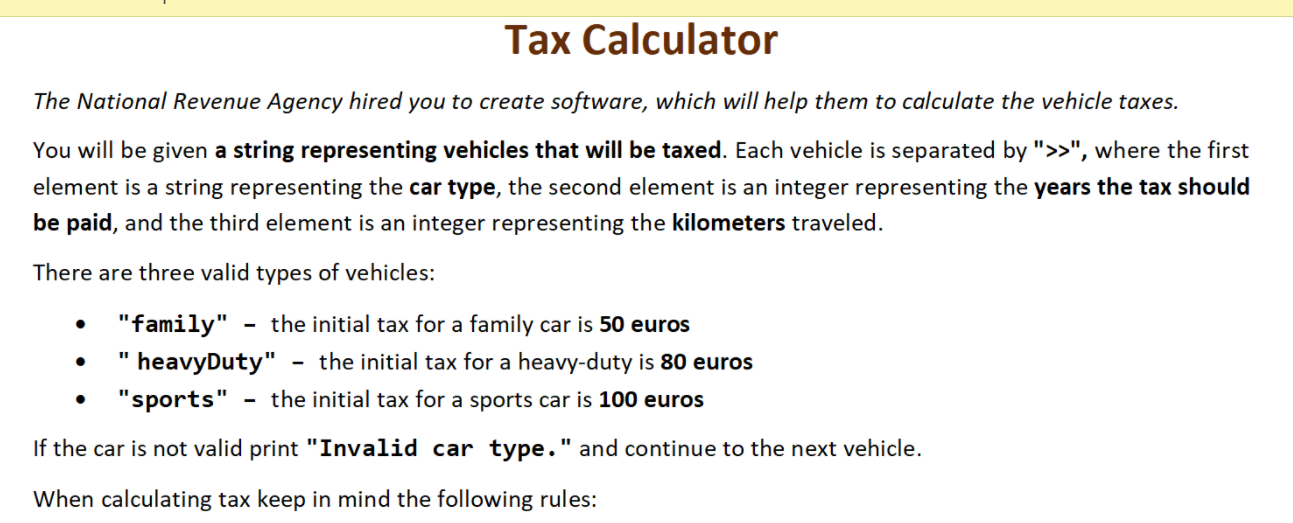 Tax Calculator
The National Revenue Agency hired you to create software, which will help them to calculate the vehicle taxes.
You will be given a string representing vehicles that will be taxed. Each vehicle is separated by ">>", where the first
element is a string representing the car type, the second element is an integer representing the years the tax should
be paid, and the third element is an integer representing the kilometers traveled.
There are three valid types of vehicles:
• "family" – the initial tax for a family car is 50 euros
• " heavyDuty" – the initial tax for a heavy-duty is 80 euros
• "sports" – the initial tax for a sports car is 100 euros
If the car is not valid print "Invalid car type." and continue to the next vehicle.
When calculating tax keep in mind the following rules: